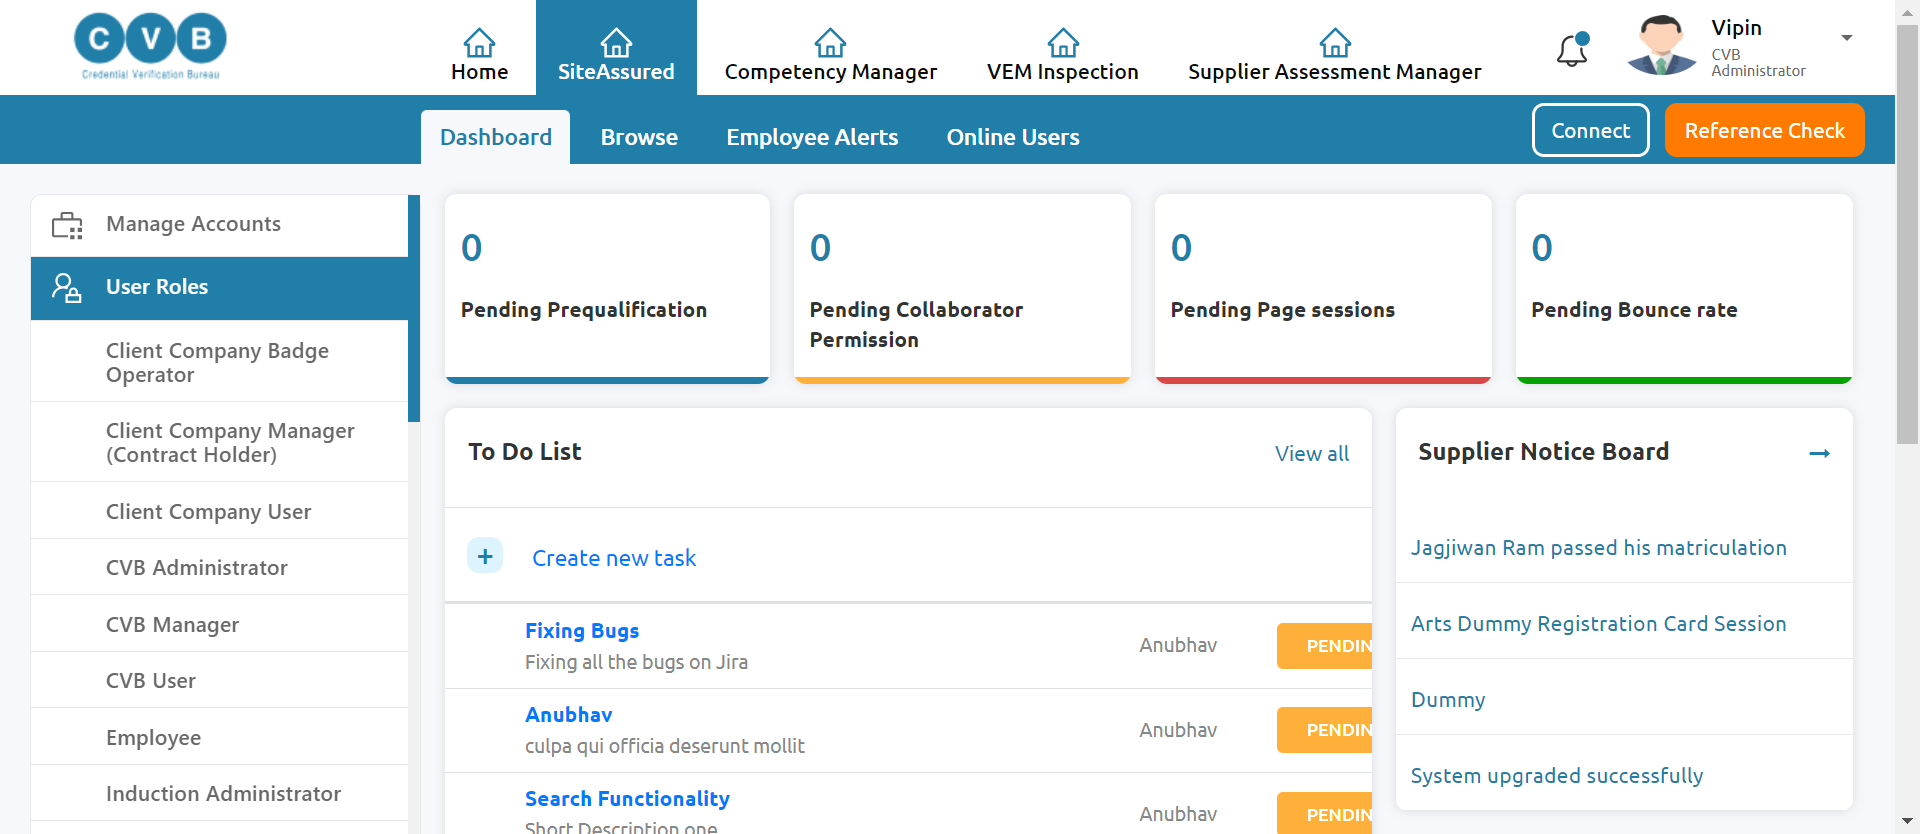 CVB
Credential Verification Bureau
Home
SiteAssured
Competency Manager
VEM Inspection
Supplier Assessment Manager
Vipin
CVB
Administrator
Dashboard
Browse
Employee Alerts
Online Users
Connect
Reference Check
Manage Accounts
User Roles
Client Company Badge
Operator
Client Company Manager
(Contract Holder)
Client Company User
CVB Administrator
CVB Manager
CVB User
Employee
Induction Administrator
0
Pending Prequalification
0
Pending Collaborator
Permission
0
Pending Page sessions
0
Pending Bounce rate
To Do List
View all
+
Create new task
Fixing Bugs
Fixing all the bugs on Jira
Anubhav
PENDIN
Anubhav
culpa qui officia deserunt mollit
Anubhav
PENDIN
Search Functionality
Short Description one
Anubhav
PENDIN
Supplier Notice Board
Jagjiwan Ram passed his matriculation
Arts Dummy Registration Card Session
Dummy
System upgraded successfully